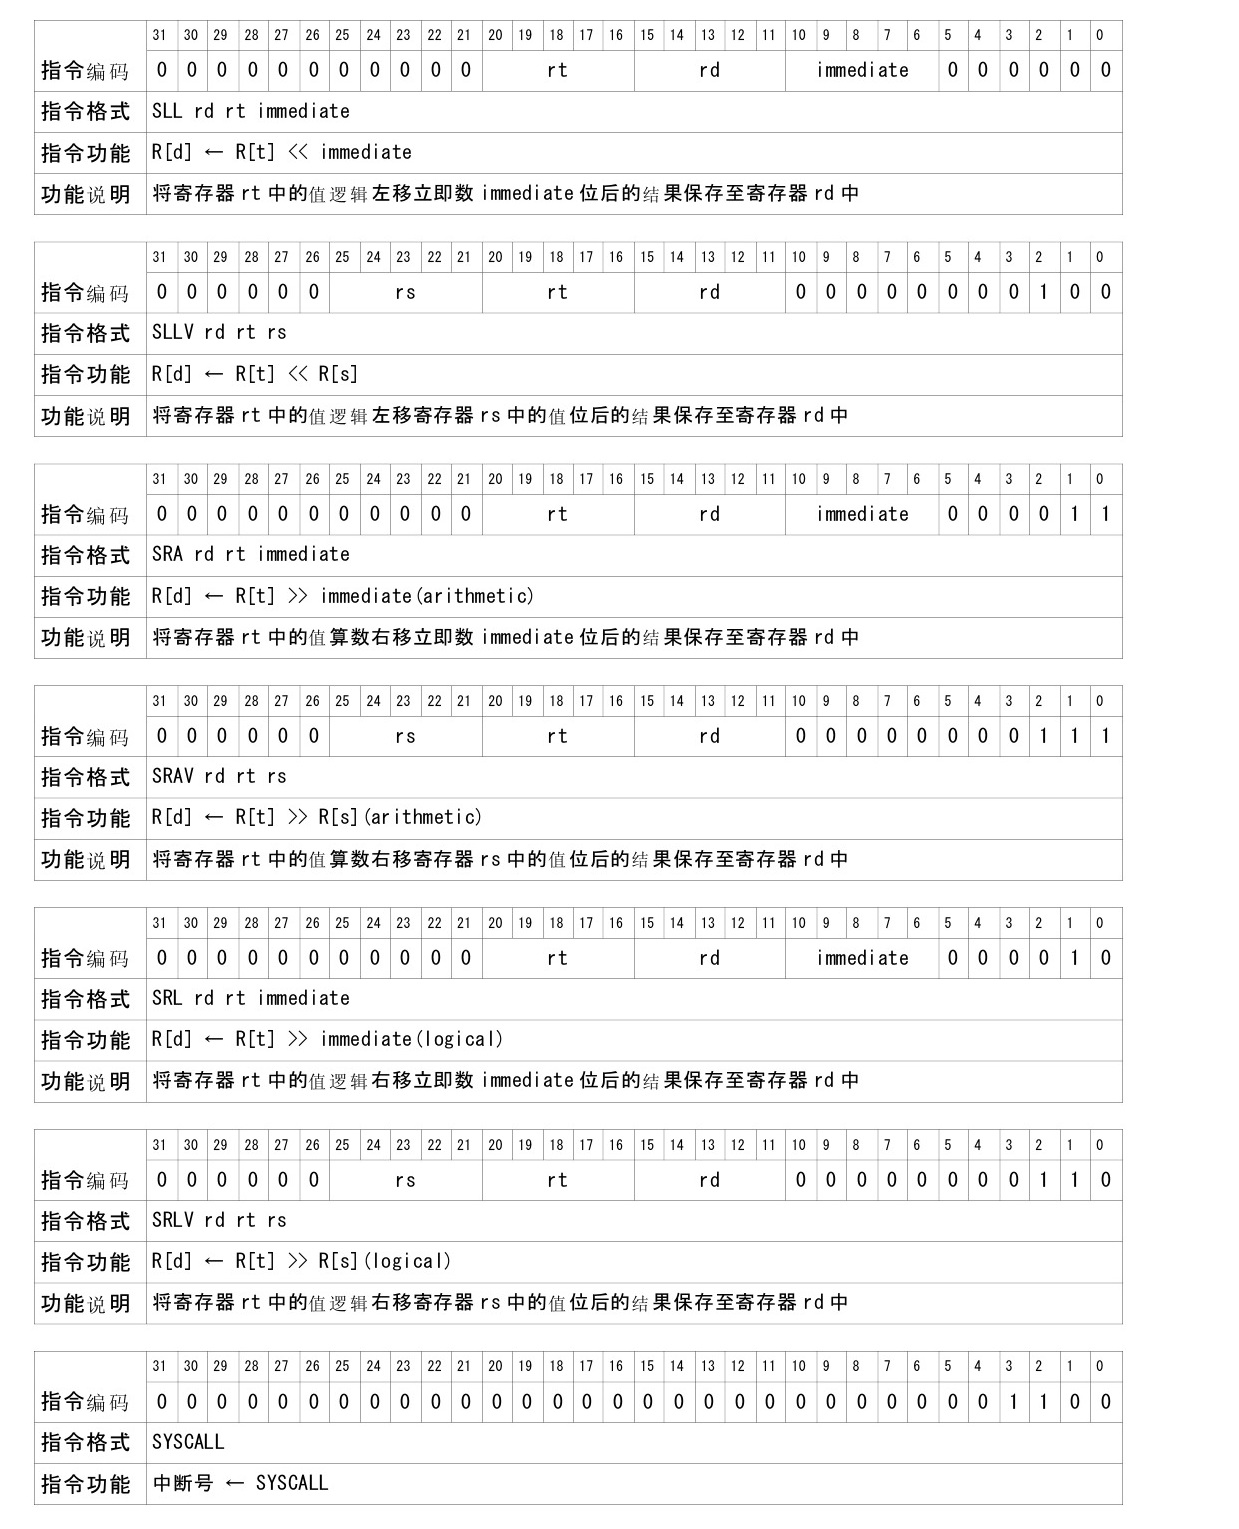 31 30 29 28 27 26 25 24 23 22 21 20 19 18 17 16 15 14 13 12 11 10 9 8 7 6 5 4 3 2 1 0
指令编码 0 0 0 0 0 0 0 0 0 0 0 rt rd immediate 0 0 0 0 0 0
指令格式 SLL rd rt immediate
指令功能 R[d] ← R[t] << immediate
功能说明 将寄存器 rt 中的值逻辑左移立即数 immediate 位后的结果保存至寄存器 rd 中
31 30 29 28 27 26 25 24 23 22 21 20 19 18 17 16 15 14 13 12 11 10 9 8 7 6 5 4 3 2 1 0
指令编码 0 0 0 0 0 0 rs rt rd 0 0 0 0 0 0 0 0 1 0 0
指令格式 SLLV rd rt rs
指令功能 R[d] ← R[t] << R[s]
功能说明 将寄存器 rt 中的值逻辑左移寄存器 rs 中的值位后的结果保存至寄存器 rd 中
31 30 29 28 27 26 25 24 23 22 21 20 19 18 17 16 15 14 13 12 11 10 9 8 7 6 5 4 3 2 1 0
指令编码 0 0 0 0 0 0 0 0 0 0 0 rt rd immediate 0 0 0 0 1 1
指令格式 SRA rd rt immediate
指令功能 R[d] ← R[t] >> immediate(arithmetic)
功能说明 将寄存器 rt 中的值算数右移立即数 immediate 位后的结果保存至寄存器 rd 中
31 30 29 28 27 26 25 24 23 22 21 20 19 18 17 16 15 14 13 12 11 10 9 8 7 6 5 4 3 2 1 0
指令编码 0 0 0 0 0 0 rs rt rd 0 0 0 0 0 0 0 0 1 1 1
指令格式 SRAV rd rt rs
指令功能 R[d] ← R[t] >> R[s](arithmetic)
功能说明 将寄存器 rt 中的值算数右移寄存器 rs 中的值位后的结果保存至寄存器 rd 中
31 30 29 28 27 26 25 24 23 22 21 20 19 18 17 16 15 14 13 12 11 10 9 8 7 6 5 4 3 2 1 0
指令编码 0 0 0 0 0 0 0 0 0 0 0 rt rd immediate 0 0 0 0 1 0
指令格式 SRL rd rt immediate
指令功能 R[d] ← R[t] >> immediate(logical)
功能说明 将寄存器 rt 中的值逻辑右移立即数 immediate 位后的结果保存至寄存器 rd 中
31 30 29 28 27 26 25 24 23 22 21 20 19 18 17 16 15 14 13 12 11 10 9 8 7 6 5 4 3 2 1 0
指令编码 0 0 0 0 0 0 rs rt rd 0 0 0 0 0 0 0 0 1 1 0
指令格式 SRLV rd rt rs
指令功能 R[d] ← R[t] >> R[s](logical)
功能说明 将寄存器 rt 中的值逻辑右移寄存器 rs 中的值位后的结果保存至寄存器 rd 中
31 30 29 28 27 26 25 24 23 22 21 20 19 18 17 16 15 14 13 12 11 10 9 8 7 6 5 4 3 2 1 0
指令编码 0 0 0 0 0 0 0 0 0 0 0 0 0 0 0 0 0 0 0 0 0 0 0 0 0 0 0 0 1 1 0 0
指令格式 SYSCALL
指令功能 中断号 ← SYSCALL